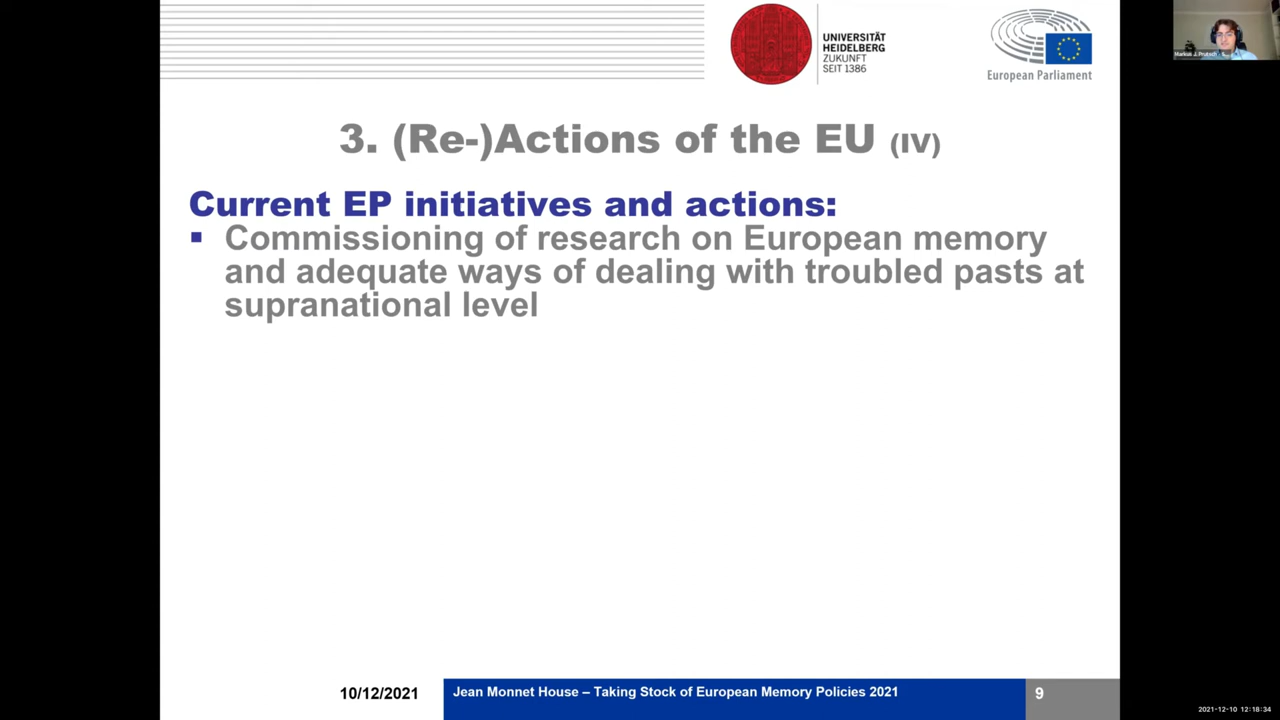 UNIVERSITÄT
HEIDELBERG
ZUKUNFT
SEIT 1386
European Parliament
Markus J. Prutsch
3. (Re-)Actions of the EU (IV)
Current EP initiatives and actions:
▪ Commissioning of research on European memory
and adequate ways of dealing with troubled pasts at
supranational level
10/12/2021
Jean Monnet House – Taking Stock of European Memory Policies 2021
9
2021-12-10 12:18:34